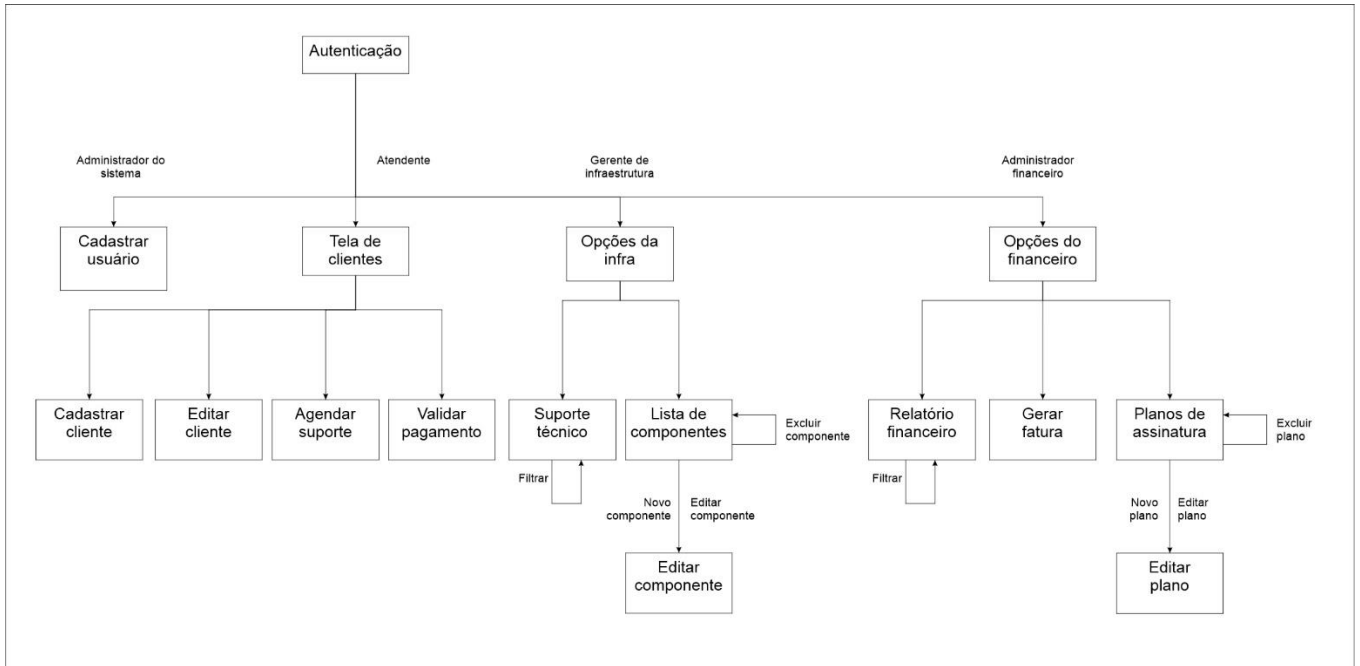 Autenticação
Administrador do
sistema
Atendente
Gerente de
infraestrutura
Administrador
financeiro
Cadastrar
usuário
Tela de
clientes
Opções da
infra
Opções do
financeiro
Cadastrar
cliente
Editar
cliente
Agendar
suporte
Validar
pagamento
Suporte
técnico
Lista de
componentes
Excluir
componente
Relatório
financeiro
Gerar
fatura
Planos de
assinatura
Excluir
plano
Filtrar
Novo
componente
Editar
componente
Filtrar
Novo
plano
Editar
plano
Editar
componente
Editar
plano